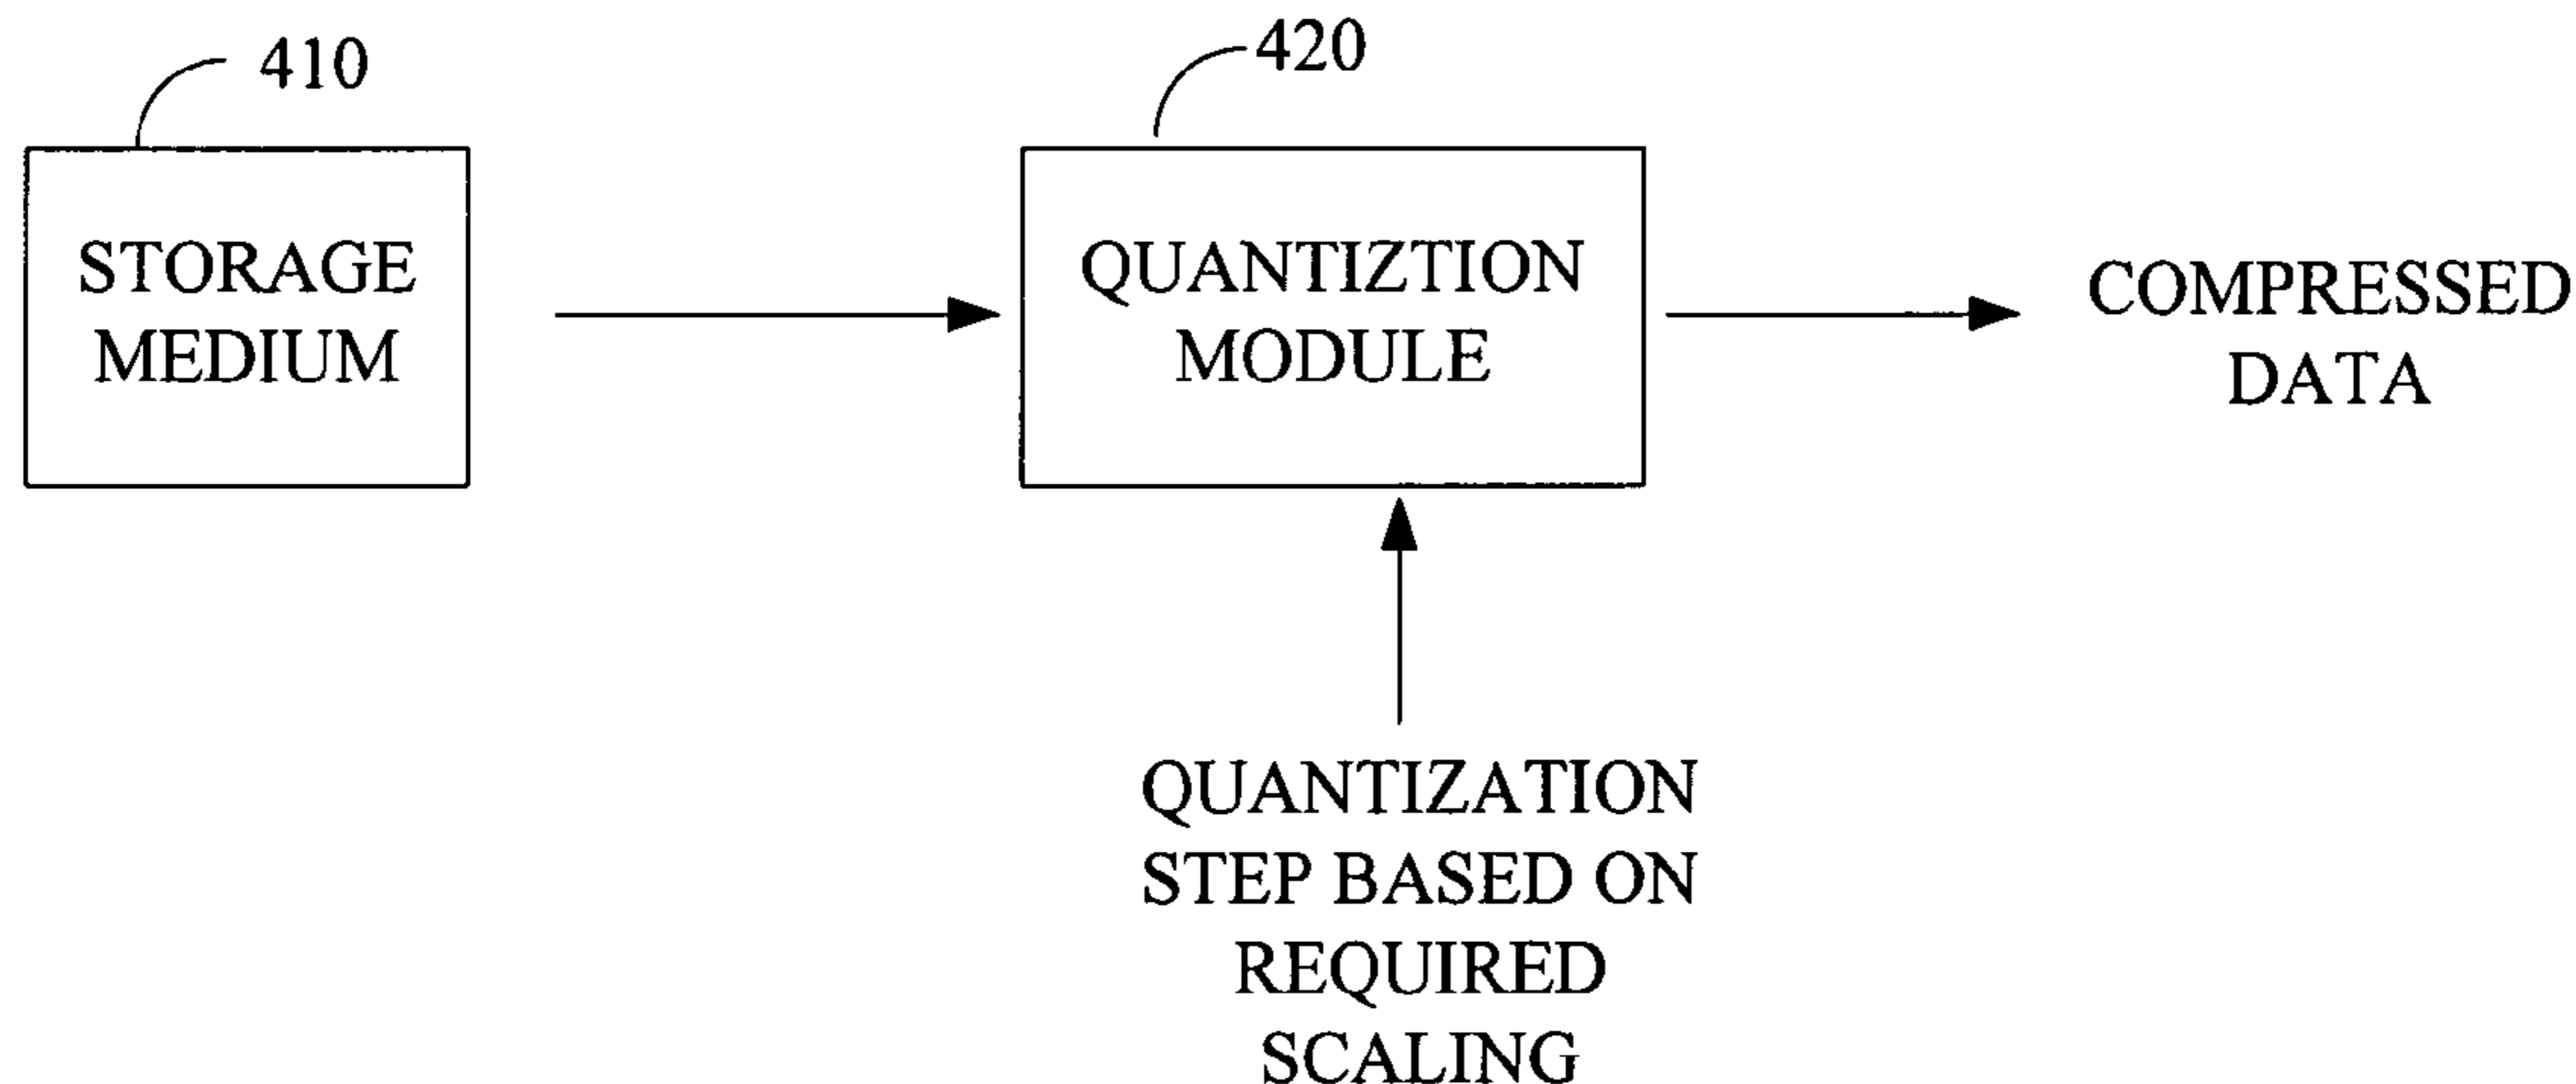 410
420
STORAGE
MEDIUM
QUANTIZTION
MODULE
COMPRESSED
DATA
QUANTIZATION
STEP BASED ON
REQUIRED
SCALING